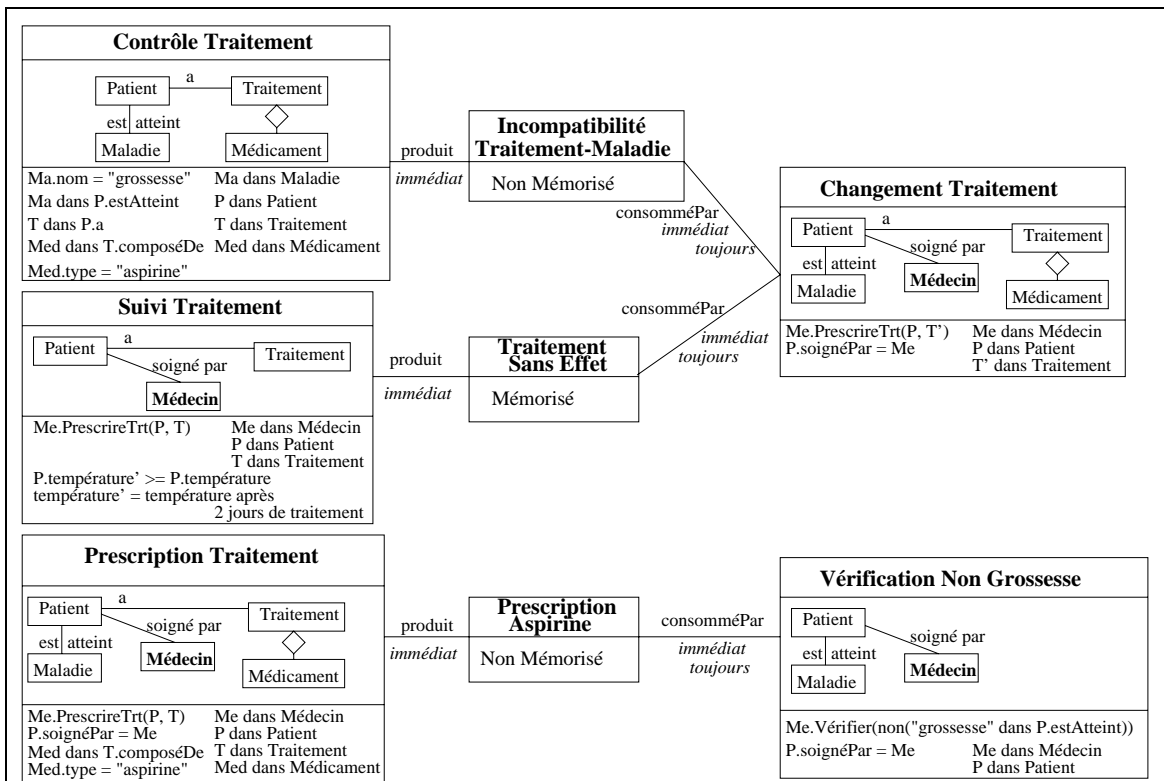 Contrôle Traitement
a
Patient
Traitement
est atteint
Maladie
Médicament
Ma.nom = "grossesse" Ma dans Maladie
Ma dans P.estAtteint P dans Patient
T dans P.a T dans Traitement
Med dans T.composéDe Med dans Médicament
Med.type = "aspirine"
produit
immédiat
Incompatibilité
Traitement-Maladie
Non Mémorisé
consomméPar
immédiat
toujours
Changement Traitement
a
Patient
Traitement
soigné par
est atteint
Médecin
Maladie
Médicament
Me.PrescrireTrt(P, T’) Me dans Médecin
P.soignéPar = Me P dans Patient
T’ dans Traitement
Suivi Traitement
a
Patient
Traitement
soigné par
Médecin
Me.PrescrireTrt(P, T) Me dans Médecin
P dans Patient
T dans Traitement
P.température’ >= P.température
température’ = température après
2 jours de traitement
produit
immédiat
Traitement
Sans Effet
Mémorisé
consomméPar
immédiat
toujours
Prescription Traitement
a
Patient
Traitement
soigné par
est atteint
Médecin
Maladie
Médicament
Me.PrescrireTrt(P, T) Me dans Médecin
P.soignéPar = Me P dans Patient
Med dans T.composéDe T dans Traitement
Med.type = "aspirine" Med dans Médicament
produit
immédiat
Prescription
Aspirine
Non Mémorisé
consomméPar
immédiat
toujours
Vérification Non Grossesse
Patient
soigné par
est atteint
Médecin
Maladie
Me.Vérifier(non("grossesse" dans P.estAtteint))
P.soignéPar = Me Me dans Médecin
P dans Patient